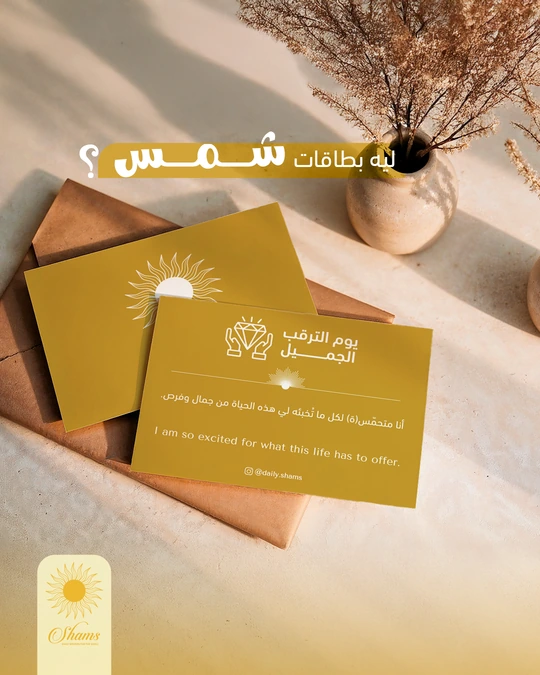 ليه بطاقات شمس ؟
يوم الترقب
الجميل
أنا متحمّس(ة) لكل ما تُخبئه لي هذه الحياة من جمال وفرص.
I am so excited for what this life has to offer.
@daily.shams
Shams